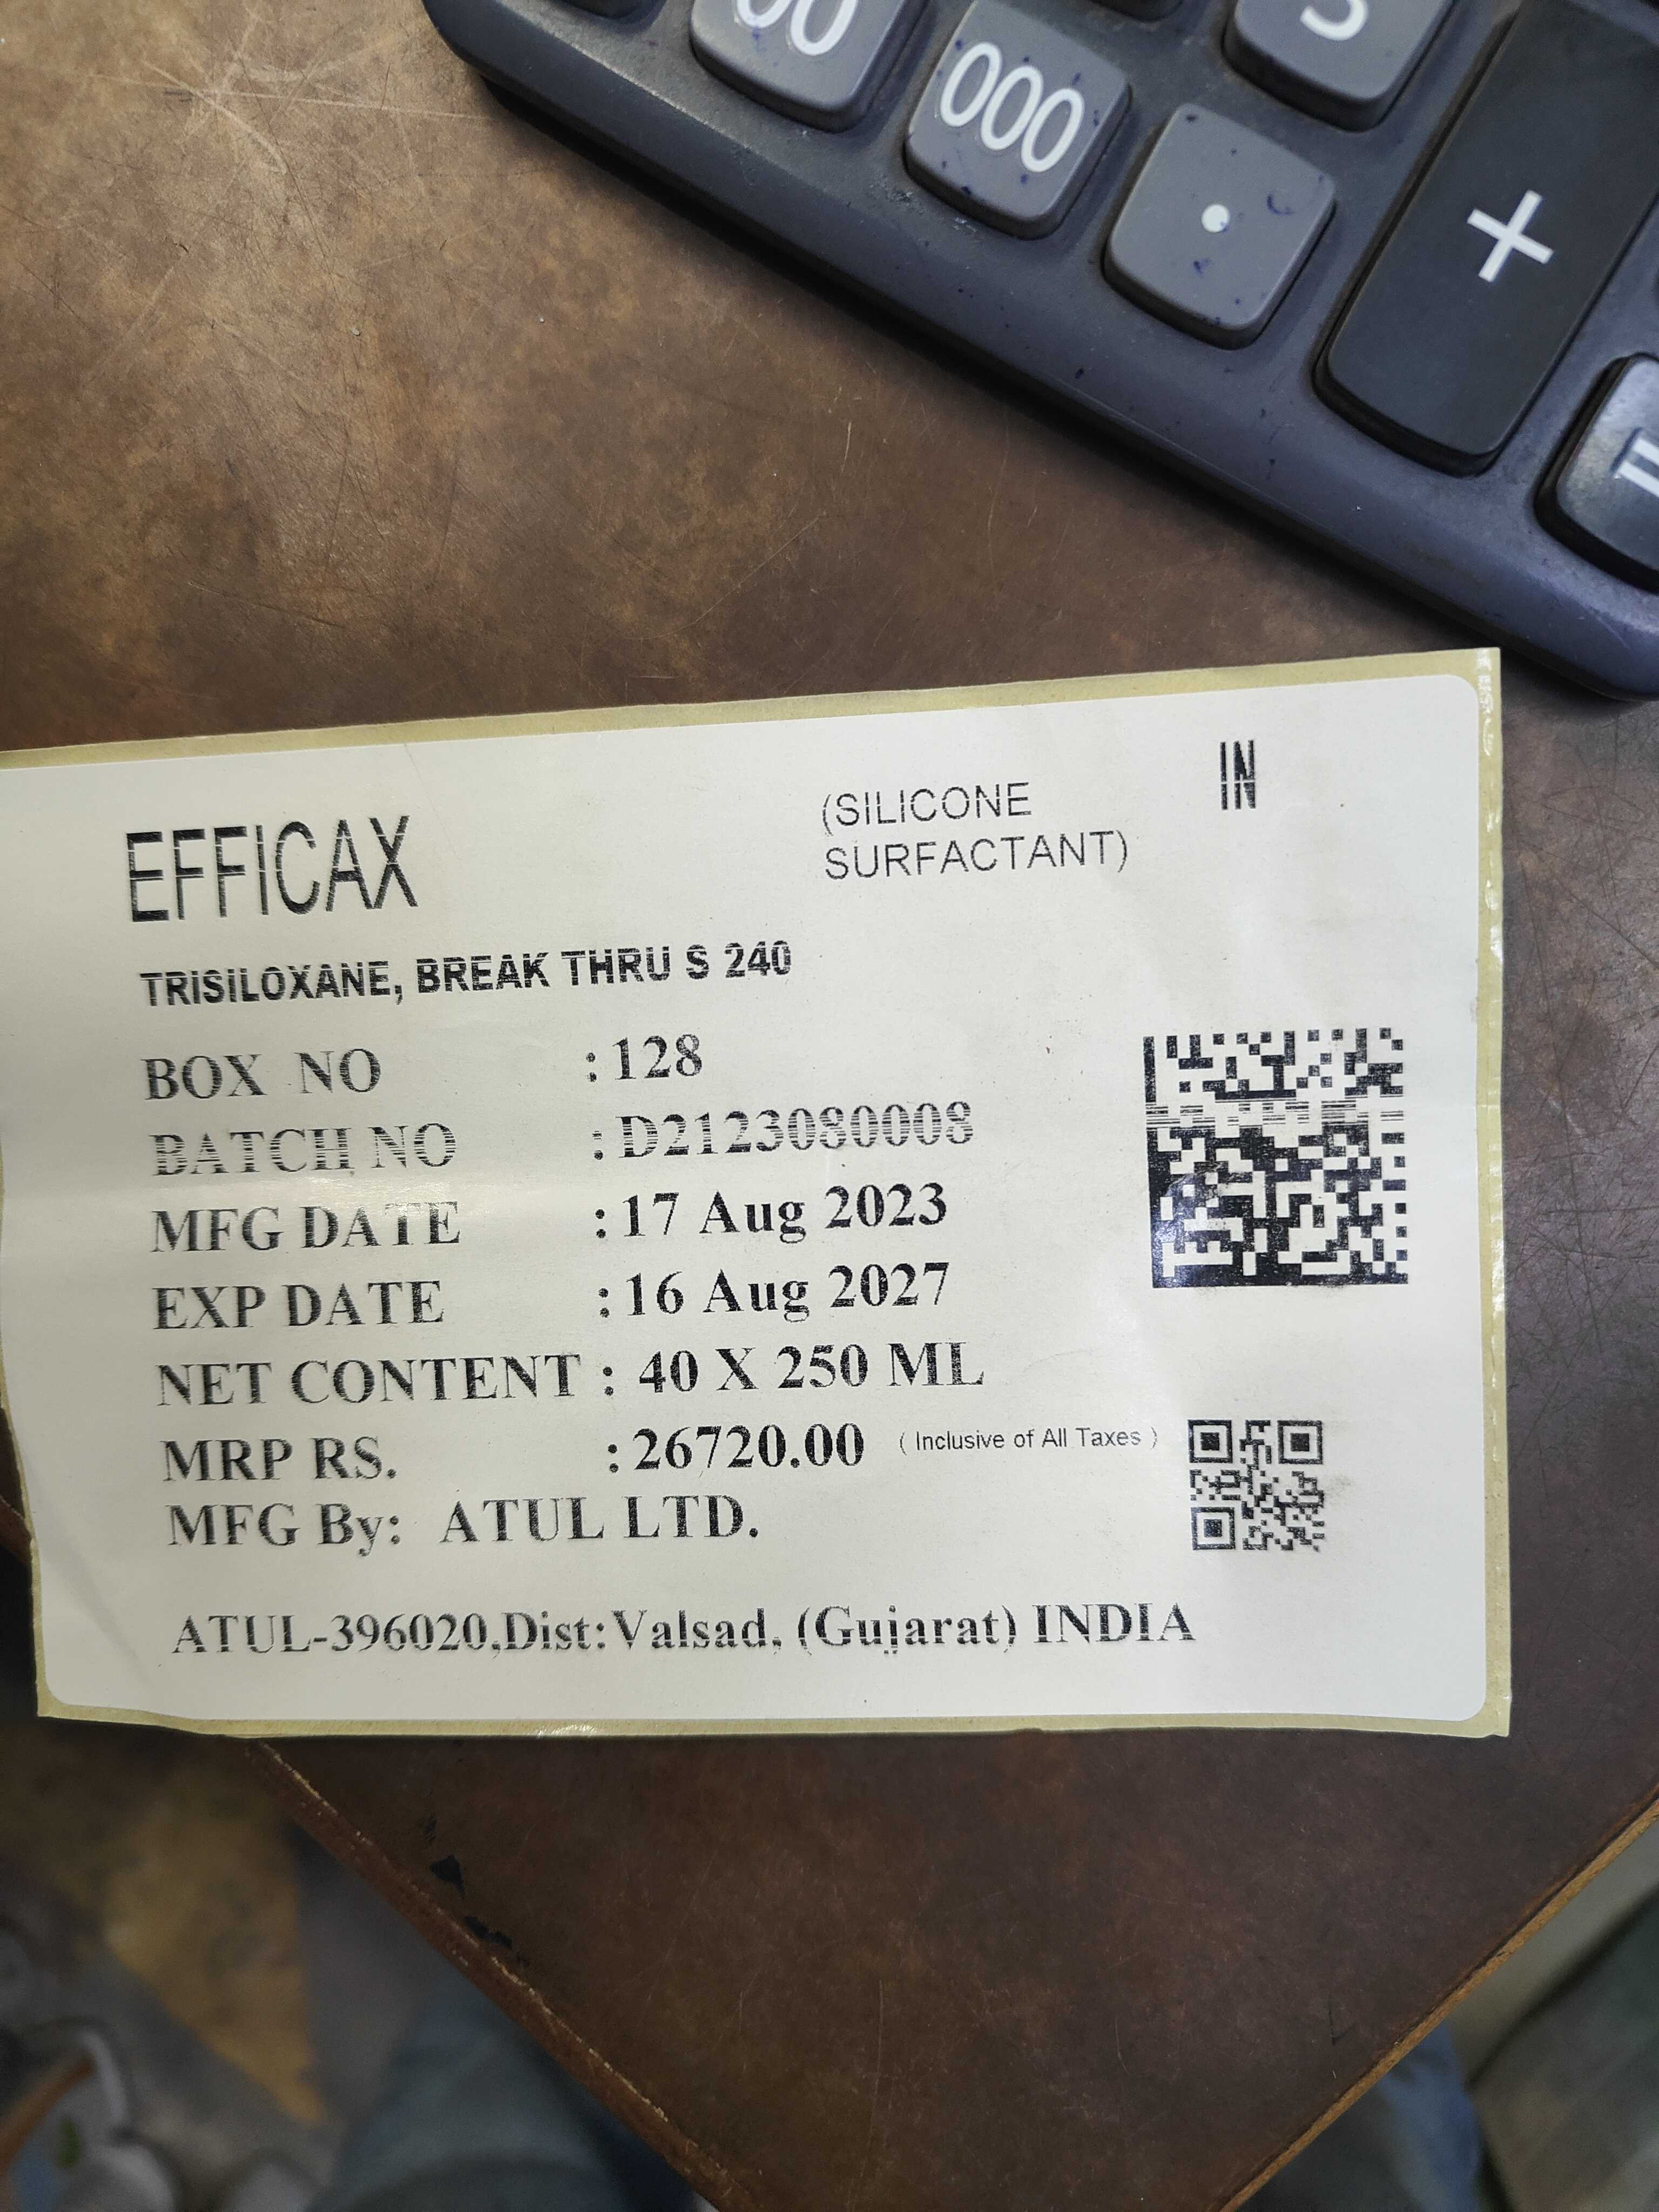 00
000
.
+
EFFICAX
(SILICONE
SURFACTANT)
IN
TRISILOXANE, BREAK THRU S 240
BOX NO : 128
BATCH NO : D2123080008
MFG DATE : 17 Aug 2023
EXP DATE : 16 Aug 2027
NET CONTENT : 40 X 250 ML
MRP RS. : 26720.00 ( Inclusive of All Taxes )
MFG By: ATUL LTD.
ATUL-396020,Dist:Valsad, (Gujarat) INDIA